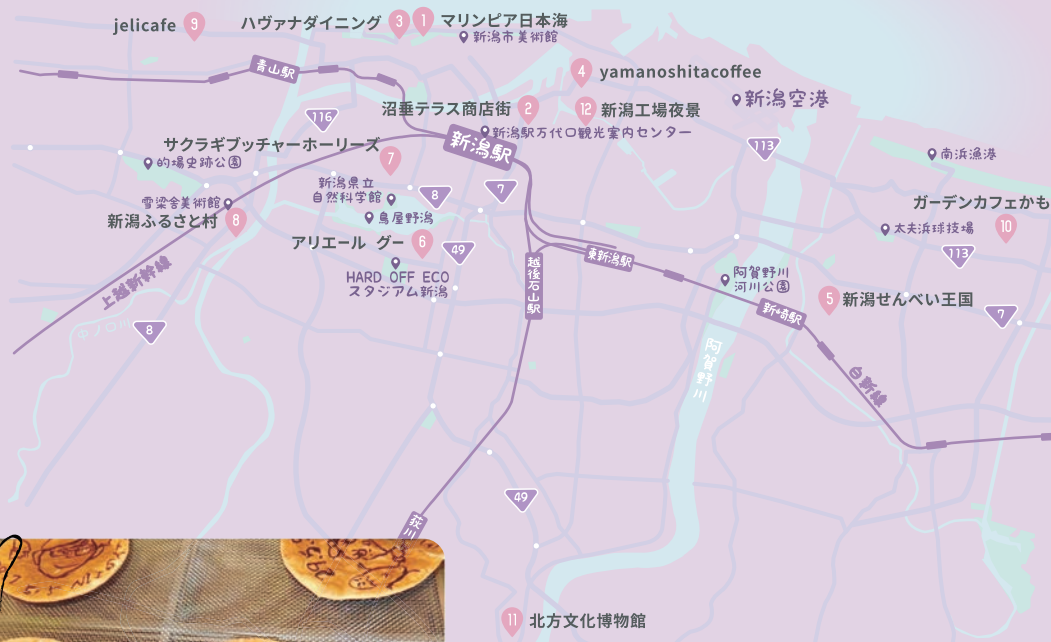 jelicafe 9
ハヴァナダイニング 3
1 マリンピア日本海
新潟市美術館
青山駅
4 yamanoshitacoffee
新潟空港
沼垂テラス商店街 2
12 新潟工場夜景
116
新潟駅万代口観光案内センター
新潟駅
サクラギブッチャーホーリーズ
7
的場史跡公園
113
南浜漁港
新潟県立
自然科学館
8
7
雪梁舎美術館
新潟ふるさと村 8
鳥屋野潟
ガーデンカフェかも
10
太夫浜球技場
113
アリエール グー 6
49
HARD OFF ECO
スタジアム新潟
越後石山駅
東新潟駅
阿賀野川
河川公園
上越新幹線
5 新潟せんべい王国
新崎駅
7
中ノ口川
8
阿賀野川
白新線
49
荻川
11 北方文化博物館